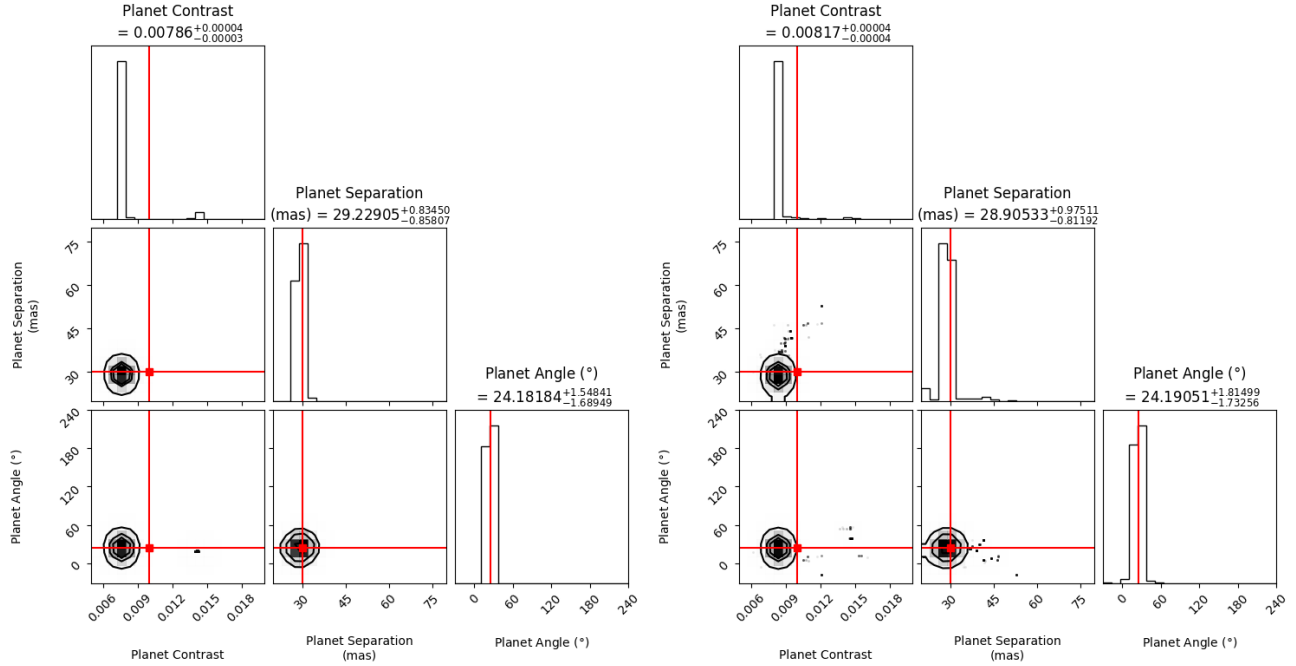 Planet Contrast
= 0.00786 +0.00004 −0.00003
Planet Separation
(mas) = 29.22905 +0.83450 −0.85807
Planet Angle (°)
= 24.18184 +1.54841 −1.68949
75
60
45
30
Planet Separation
(mas)
240
180
120
60
0
Planet Angle (°)
0.006 0.009 0.012 0.015 0.018
Planet Contrast
30 45 60 75
Planet Separation
(mas)
0 60 120 180 240
Planet Angle (°)
Planet Contrast
= 0.00817 +0.00004 −0.00004
Planet Separation
(mas) = 28.90533 +0.97511 −0.81192
Planet Angle (°)
= 24.19051 +1.81499 −1.73256
75
60
45
30
Planet Separation
(mas)
240
180
120
60
0
Planet Angle (°)
0.006 0.009 0.012 0.015 0.018
Planet Contrast
30 45 60 75
Planet Separation
(mas)
0 60 120 180 240
Planet Angle (°)